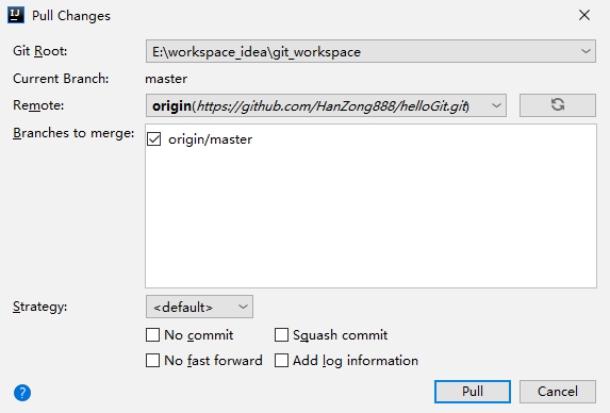 IJ Pull Changes
Git Root: E:\workspace_idea\git_workspace
Current Branch: master
Remote: origin(https://github.com/HanZong888/helloGit.git)
Branches to merge: origin/master
Strategy: <default>
No commit Squash commit
No fast forward Add log information
? Pull Cancel